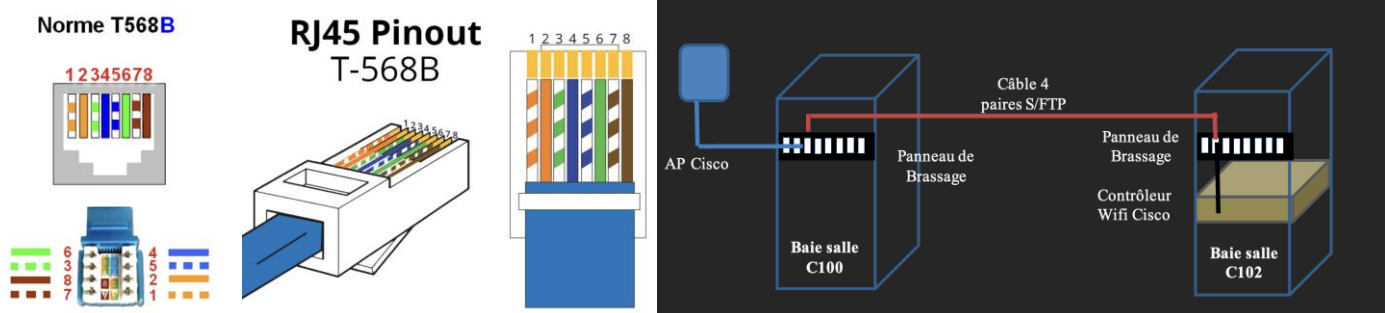 Norme T568B
12345678
6
3
8
7
4
5
2
1
RJ45 Pinout
T-568B
12345678
1 2 3 4 5 6 7 8
AP Cisco
Câble 4
paires S/FTP
Panneau de
Brassage
Panneau de
Brassage
Contrôleur
Wifi Cisco
Baie salle
C100
Baie salle
C102